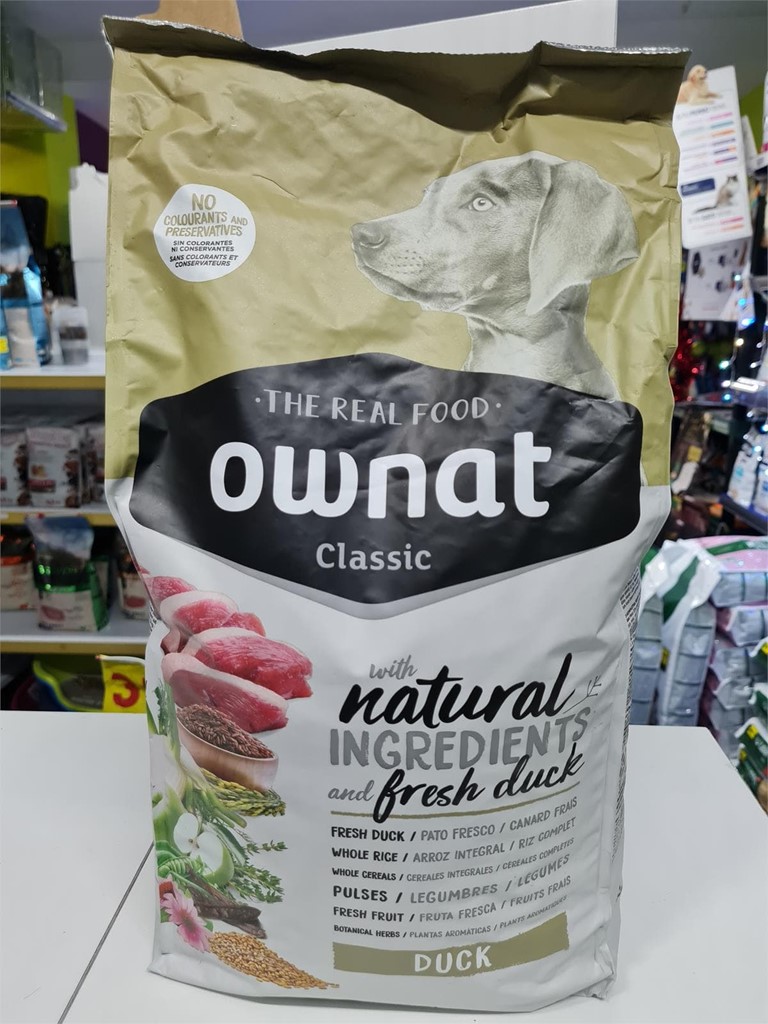 NO
COLOURANTS AND
PRESERVATIVES
SIN COLORANTES
NI CONSERVANTES
SANS COLORANTS ET
CONSERVATEURS
·THE REAL FOOD·
ownat
Classic
with
natural
INGREDIENTS
and fresh duck
FRESH DUCK / PATO FRESCO / CANARD FRAIS
WHOLE RICE / ARROZ INTEGRAL / RIZ COMPLET
WHOLE CEREALS / CEREALES INTEGRALES / CÉRÉALES COMPLÈTES
PULSES / LEGUMBRES / LÉGUMES
FRESH FRUIT / FRUTA FRESCA / FRUITS FRAIS
BOTANICAL HERBS / PLANTAS AROMÁTICAS / PLANTS AROMATIQUES
DUCK
3